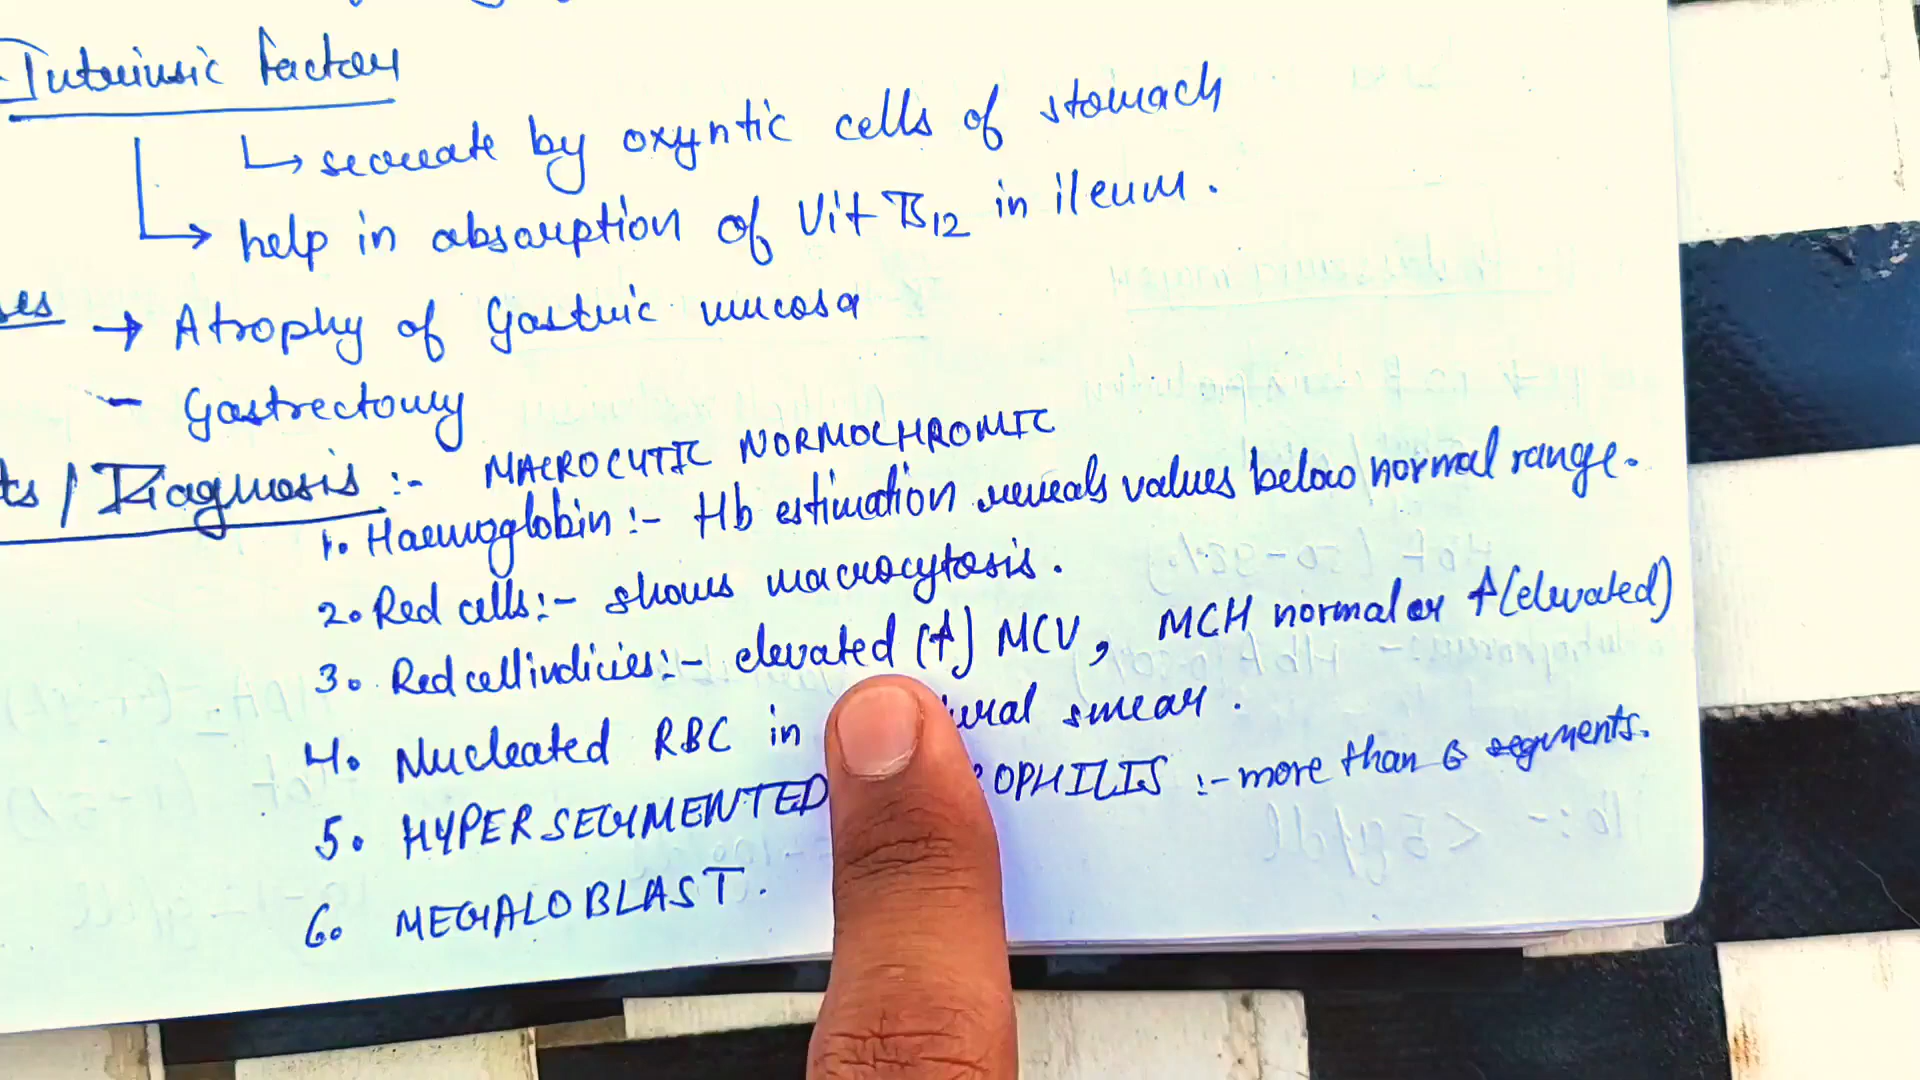 Intrinsic factor
↳ secreate by oxyntic cells of stomach
↳ help in absorption of Vit B12 in ileum.
→ Atrophy of Gastric mucosa
- Gastrectomy
/ Diagnosis :- MACROCYTIC NORMOCHROMIC
1. Haemoglobin :- Hb estimation reveals values below normal range.
2. Red cells :- shows macrocytosis.
3. Red cell indicies :- elevated (↑) MCV, MCH normal or ↑ (elevated)
4. Nucleated RBC in smear.
5. HYPERSEGMENTED :- more than 6 segments.
6. MEGALOBLAST.